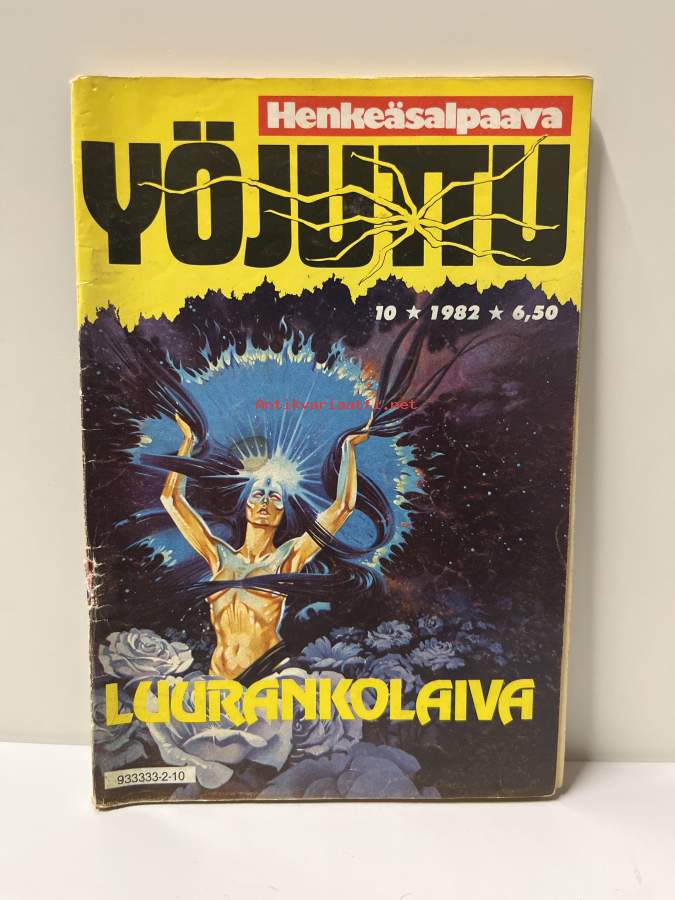 Henkeäsalpaava
YÖJUTTU
10 ★ 1982 ★ 6,50
Antikvariaatti.net
LUURANKOLAIVA
933333-2-10